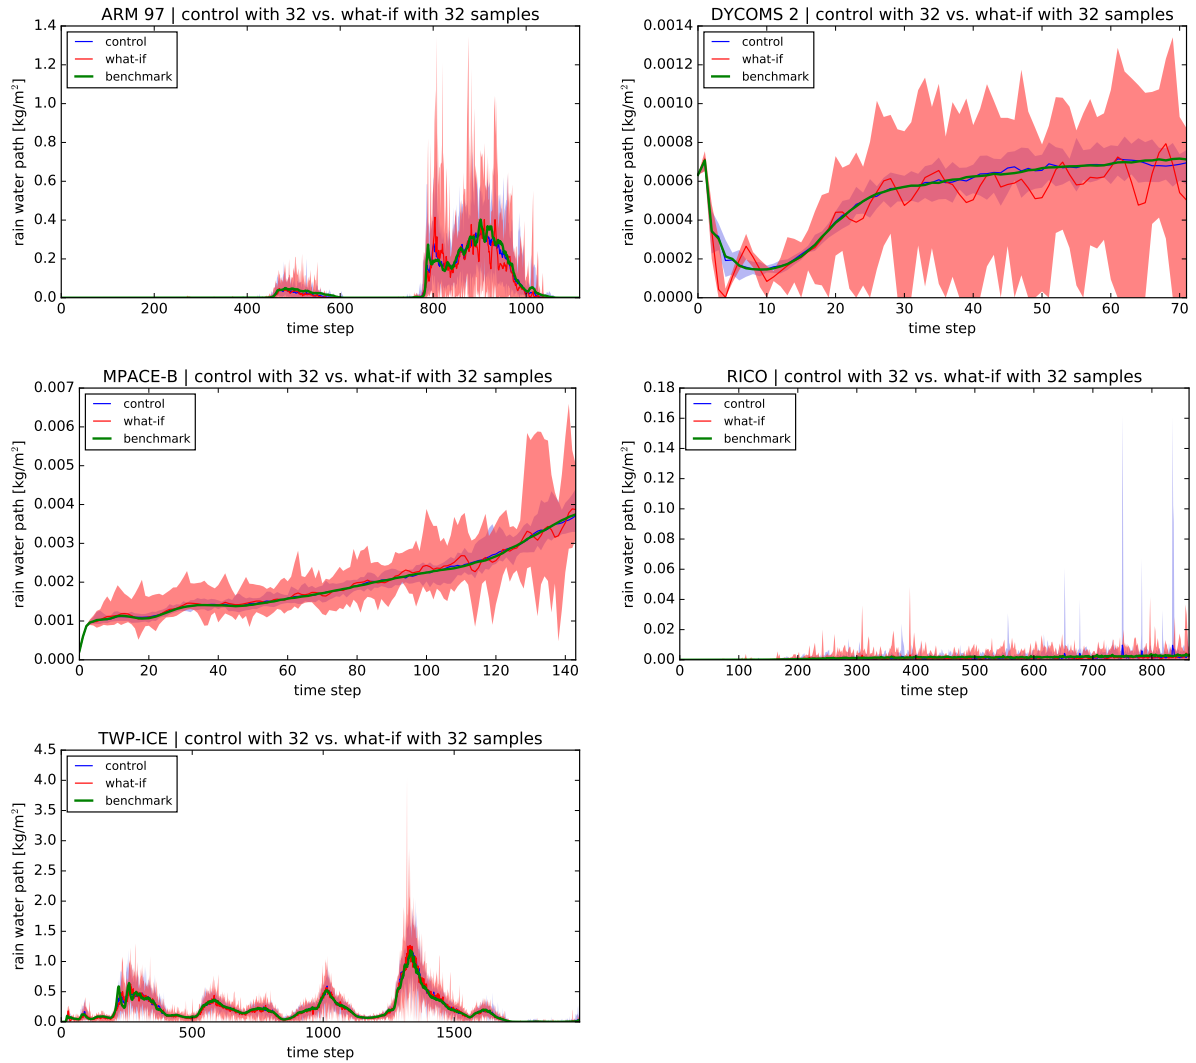 ARM 97 | control with 32 vs. what-if with 32 samples
1.4
1.2
1.0
0.8
0.6
0.4
0.2
0.0
rain water path [kg/m²]
control
what-if
benchmark
0 200 400 600 800 1000
time step
DYCOMS 2 | control with 32 vs. what-if with 32 samples
0.0014
0.0012
0.0010
0.0008
0.0006
0.0004
0.0002
0.0000
rain water path [kg/m²]
control
what-if
benchmark
0 10 20 30 40 50 60 70
time step
MPACE-B | control with 32 vs. what-if with 32 samples
0.007
0.006
0.005
0.004
0.003
0.002
0.001
0.000
rain water path [kg/m²]
control
what-if
benchmark
0 20 40 60 80 100 120 140
time step
RICO | control with 32 vs. what-if with 32 samples
0.18
0.16
0.14
0.12
0.10
0.08
0.06
0.04
0.02
0.00
rain water path [kg/m²]
control
what-if
benchmark
0 100 200 300 400 500 600 700 800
time step
TWP-ICE | control with 32 vs. what-if with 32 samples
4.5
4.0
3.5
3.0
2.5
2.0
1.5
1.0
0.5
0.0
rain water path [kg/m²]
control
what-if
benchmark
0 500 1000 1500
time step